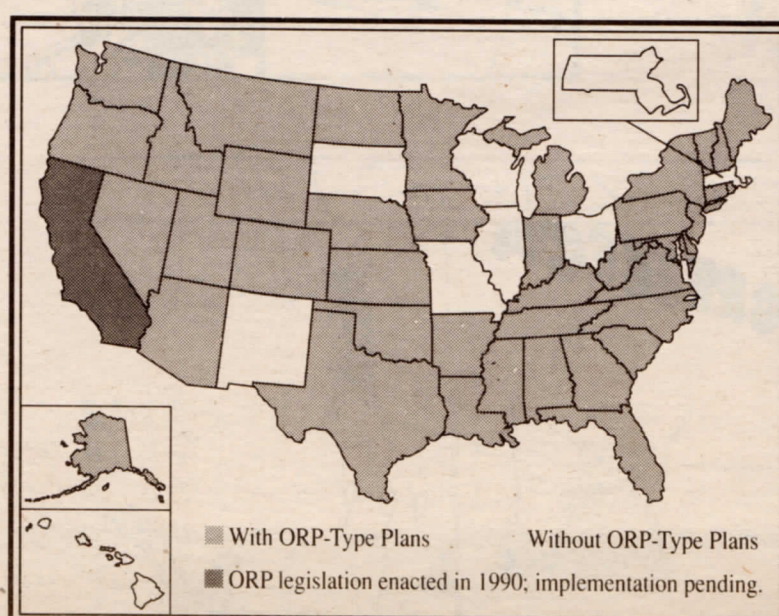 With ORP-Type Plans Without ORP-Type Plans
ORP legislation enacted in 1990; implementation pending.